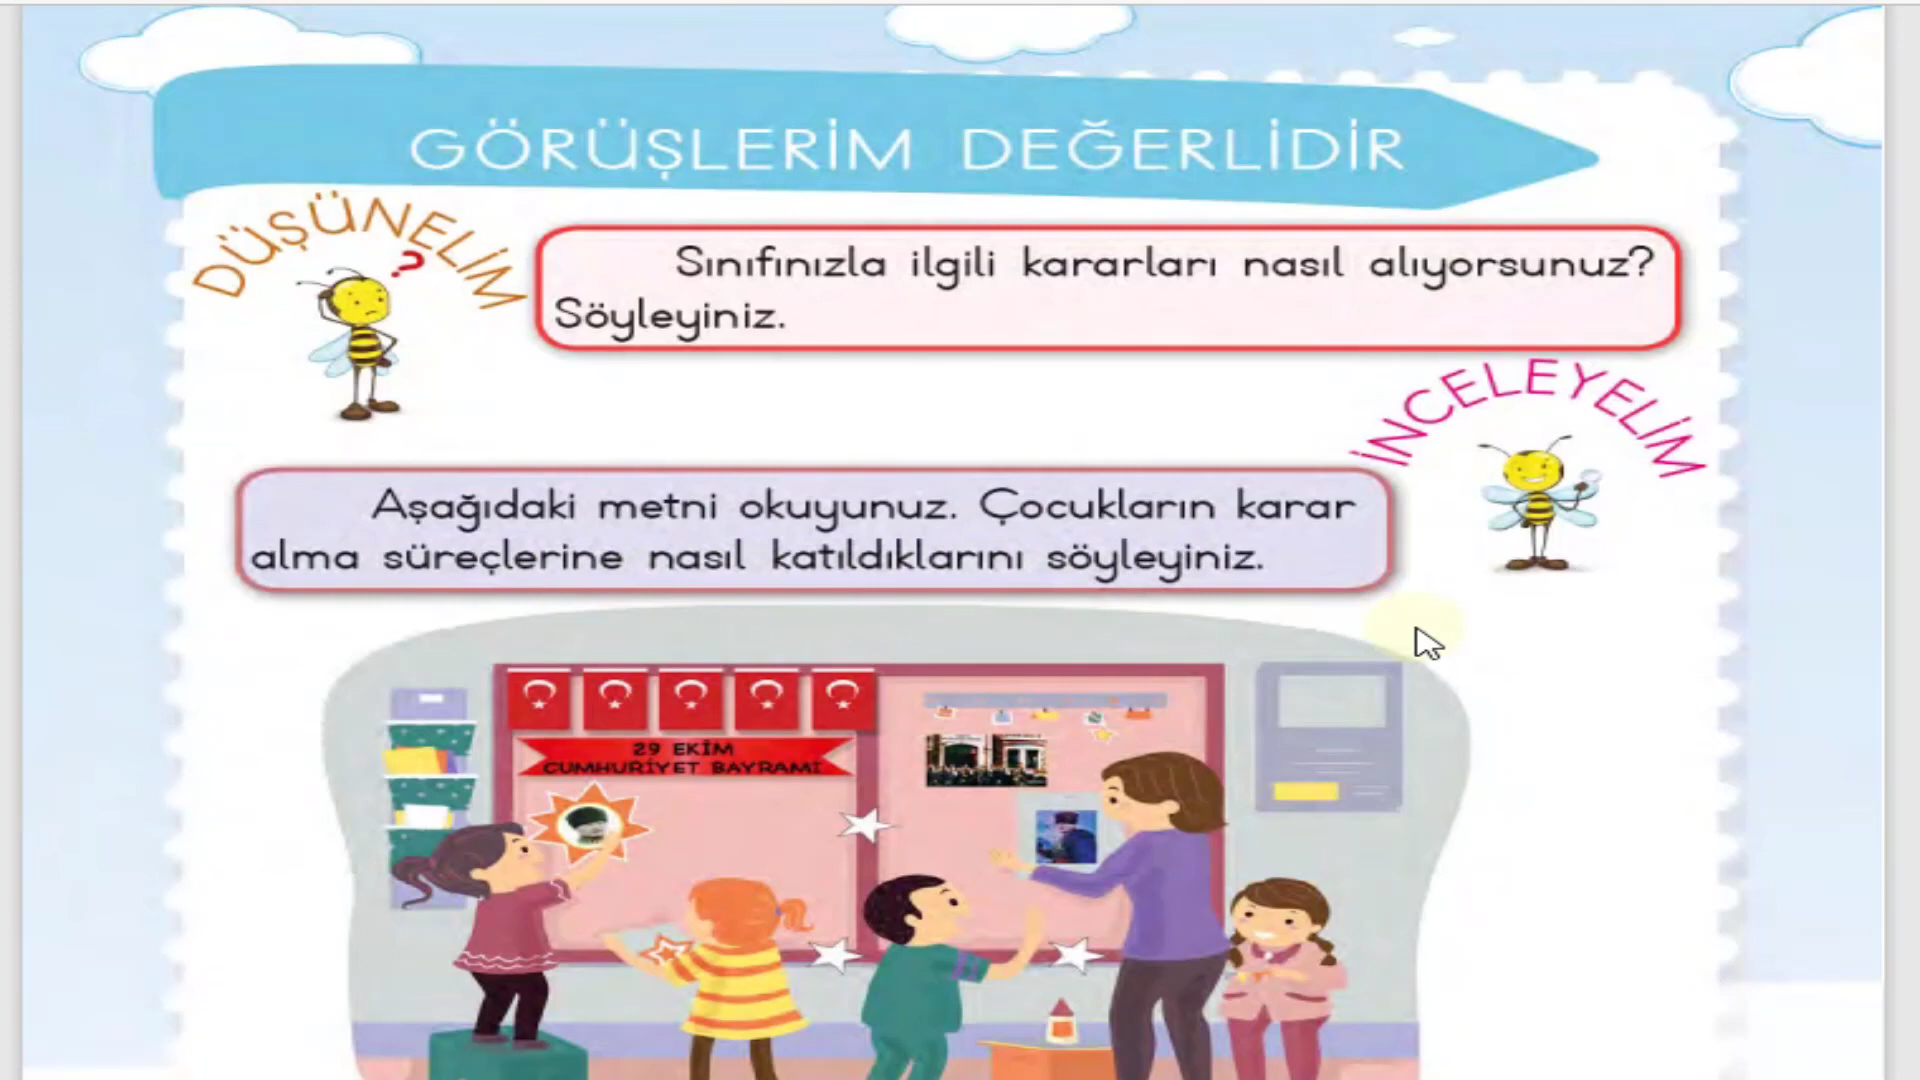 GÖRÜŞLERİM DEĞERLİDİR
DÜŞÜNELİM
?
Sınıfınızla ilgili kararları nasıl alıyorsunuz?
Söyleyiniz.
İNCELEYELİM
Aşağıdaki metni okuyunuz. Çocukların karar
alma süreçlerine nasıl katıldıklarını söyleyiniz.
29 EKİM
CUMHURİYET BAYRAMI